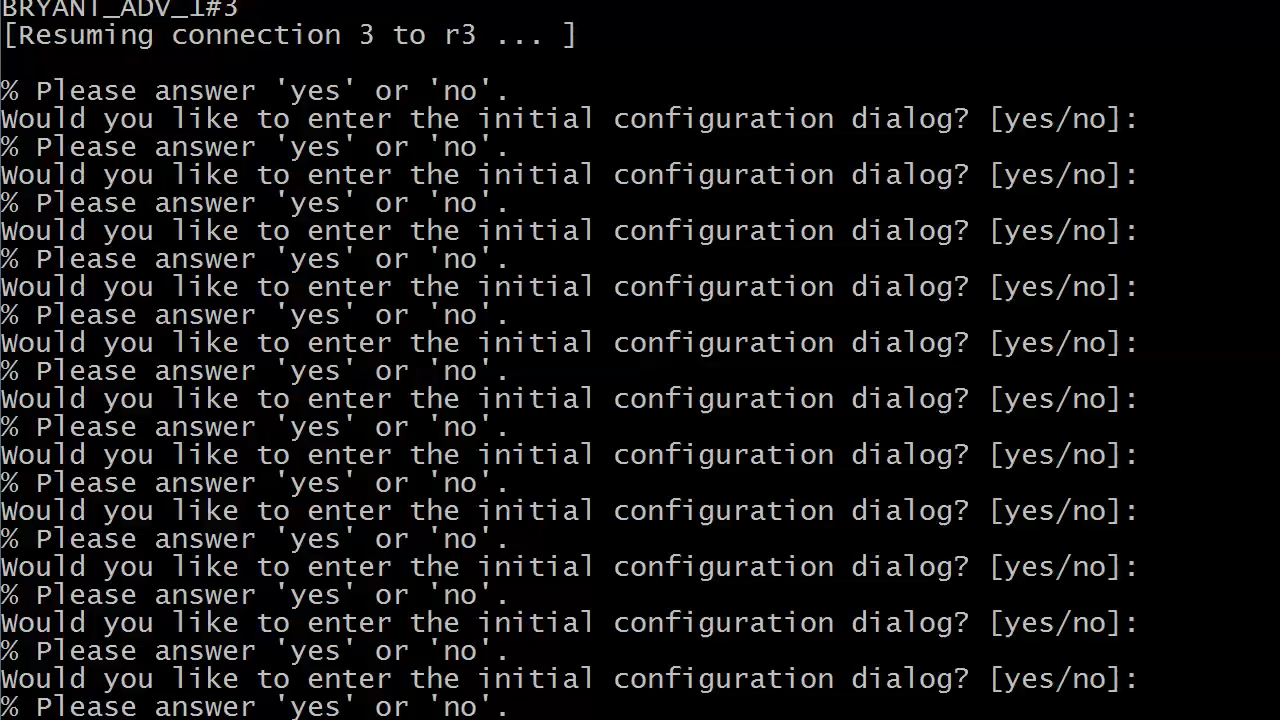 BRYANT_ADV_1#3
[Resuming connection 3 to r3 ... ]
% Please answer 'yes' or 'no'.
Would you like to enter the initial configuration dialog? [yes/no]:
% Please answer 'yes' or 'no'.
Would you like to enter the initial configuration dialog? [yes/no]:
% Please answer 'yes' or 'no'.
Would you like to enter the initial configuration dialog? [yes/no]:
% Please answer 'yes' or 'no'.
Would you like to enter the initial configuration dialog? [yes/no]:
% Please answer 'yes' or 'no'.
Would you like to enter the initial configuration dialog? [yes/no]:
% Please answer 'yes' or 'no'.
Would you like to enter the initial configuration dialog? [yes/no]:
% Please answer 'yes' or 'no'.
Would you like to enter the initial configuration dialog? [yes/no]:
% Please answer 'yes' or 'no'.
Would you like to enter the initial configuration dialog? [yes/no]:
% Please answer 'yes' or 'no'.
Would you like to enter the initial configuration dialog? [yes/no]:
% Please answer 'yes' or 'no'.
Would you like to enter the initial configuration dialog? [yes/no]:
% Please answer 'yes' or 'no'.
Would you like to enter the initial configuration dialog? [yes/no]:
% Please answer 'yes' or 'no'.